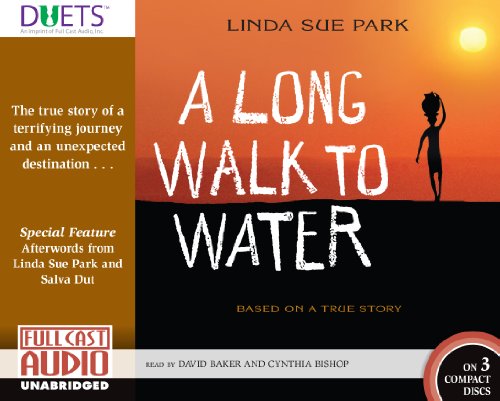 DUETS™
An Imprint of Full Cast Audio, Inc.
The true story of a
terrifying journey
and an unexpected
destination . . .
Special Feature
Afterwords from
Linda Sue Park and
Salva Dut
FULL CAST
AUDIO
UNABRIDGED
LINDA SUE PARK
A LONG
WALK TO
WATER
BASED ON A TRUE STORY
READ BY DAVID BAKER AND CYNTHIA BISHOP
ON 3
COMPACT
DISCS